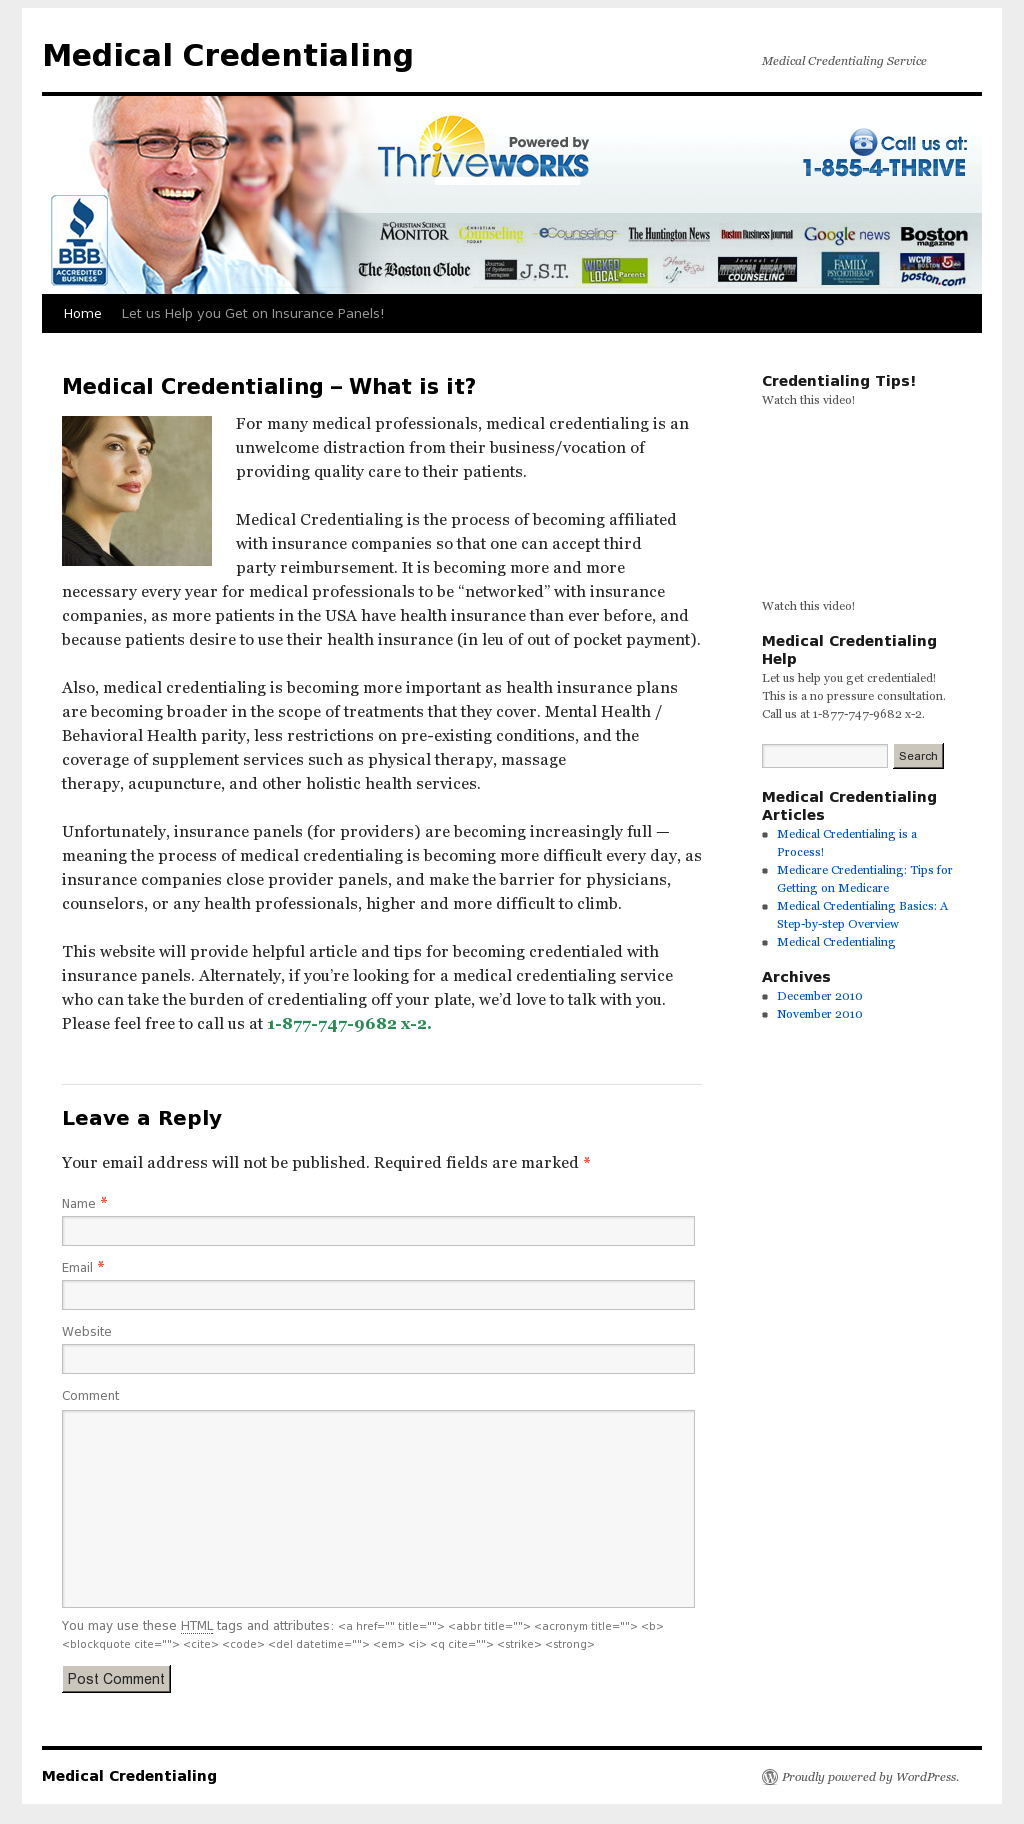 Medical Credentialing
Medical Credentialing Service
Powered by
ThriveWORKS
Call us at:
1-855-4-THRIVE
BBB
ACCREDITED
BUSINESS
The CHRISTIAN SCIENCE
MONITOR
CHRISTIAN
Counseling
TODAY
eCounseling
The Huntington News
Boston Business Journal
Google news
Boston
magazine
The Boston Globe
Journal of
Systemic
Therapies
J.S.T.
WICKED
LOCAL Parents
Heart & Soul
Journal of
MENTAL HEALTH
COUNSELING
FAMILY
PSYCHOTHERAPY
WCVB
BOSTON
5
boston.com
Home
Let us Help you Get on Insurance Panels!
Medical Credentialing – What is it?
For many medical professionals, medical credentialing is an
unwelcome distraction from their business/vocation of
providing quality care to their patients.
Medical Credentialing is the process of becoming affiliated
with insurance companies so that one can accept third
party reimbursement. It is becoming more and more
necessary every year for medical professionals to be “networked” with insurance
companies, as more patients in the USA have health insurance than ever before, and
because patients desire to use their health insurance (in leu of out of pocket payment).
Also, medical credentialing is becoming more important as health insurance plans
are becoming broader in the scope of treatments that they cover. Mental Health /
Behavioral Health parity, less restrictions on pre-existing conditions, and the
coverage of supplement services such as physical therapy, massage
therapy, acupuncture, and other holistic health services.
Unfortunately, insurance panels (for providers) are becoming increasingly full —
meaning the process of medical credentialing is becoming more difficult every day, as
insurance companies close provider panels, and make the barrier for physicians,
counselors, or any health professionals, higher and more difficult to climb.
This website will provide helpful article and tips for becoming credentialed with
insurance panels. Alternately, if you’re looking for a medical credentialing service
who can take the burden of credentialing off your plate, we’d love to talk with you.
Please feel free to call us at 1-877-747-9682 x-2.
Leave a Reply
Your email address will not be published. Required fields are marked *
Name *
Email *
Website
Comment
You may use these HTML tags and attributes: <a href="" title=""> <abbr title=""> <acronym title=""> <b>
<blockquote cite=""> <cite> <code> <del datetime=""> <em> <i> <q cite=""> <strike> <strong>
Post Comment
Credentialing Tips!
Watch this video!
Watch this video!
Medical Credentialing
Help
Let us help you get credentialed!
This is a no pressure consultation.
Call us at 1-877-747-9682 x-2.
Search
Medical Credentialing
Articles
Medical Credentialing is a
Process!
Medicare Credentialing: Tips for
Getting on Medicare
Medical Credentialing Basics: A
Step-by-step Overview
Medical Credentialing
Archives
December 2010
November 2010
Medical Credentialing
Proudly powered by WordPress.